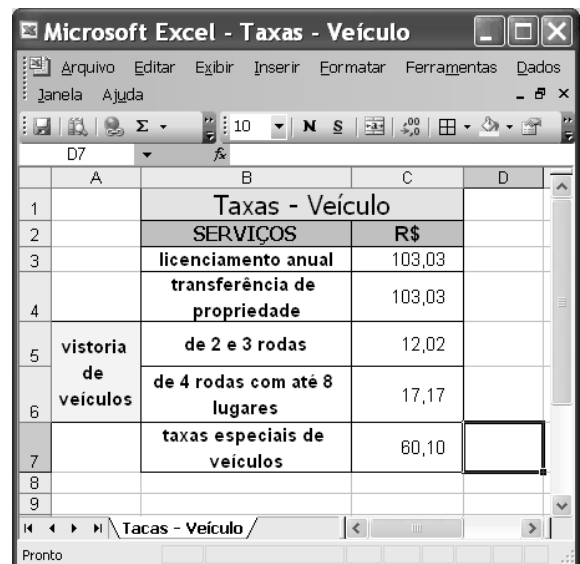 Microsoft Excel - Taxas - Veículo
Arquivo Editar Exibir Inserir Formatar Ferramentas Dados
Janela Ajuda
Σ 10 N S
D7 fx
A B C D
1 Taxas - Veículo
2 SERVIÇOS R$
3 licenciamento anual 103,03
transferência de
propriedade
4 103,03
vistoria
de
veículos
5 de 2 e 3 rodas 12,02
de 4 rodas com até 8
lugares
6 17,17
taxas especiais de
veículos
7 60,10
8
9
Tacas - Veículo
Pronto